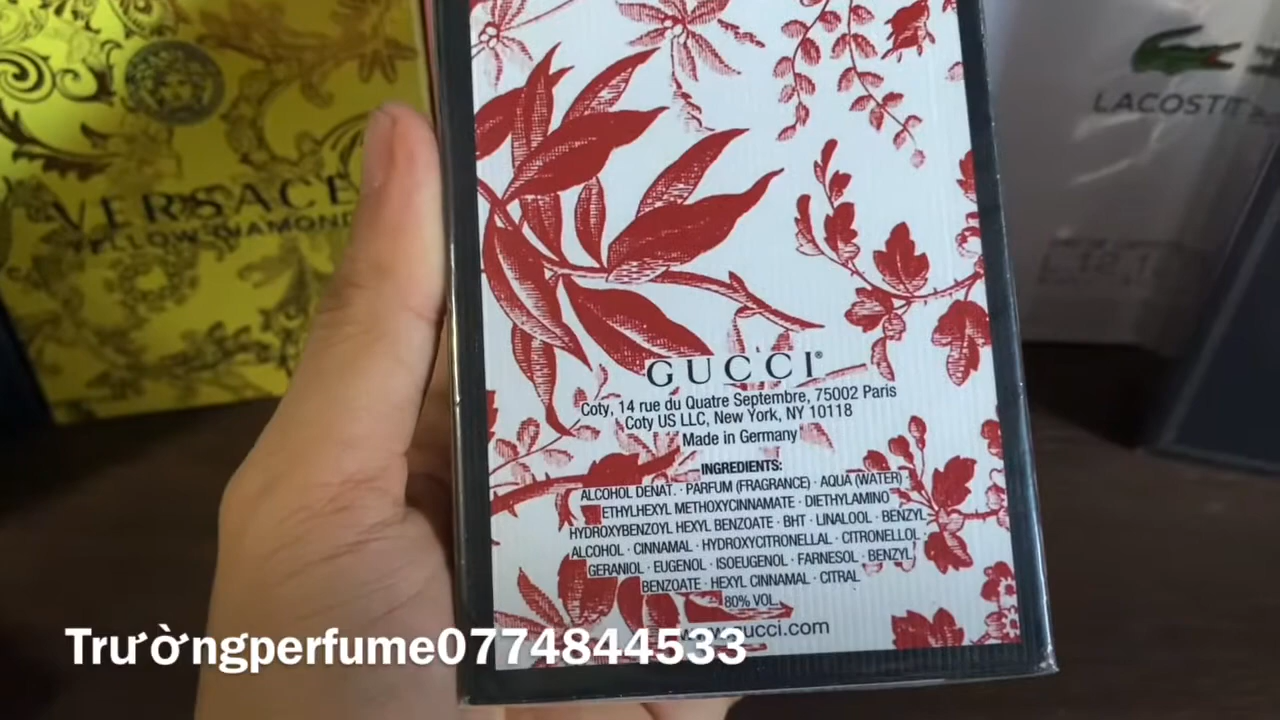 VERSACE
YELLOW DIAMOND
LACOSTE
GUCCI®
Coty, 14 rue du Quatre Septembre, 75002 Paris
Coty US LLC, New York, NY 10118
Made in Germany
INGREDIENTS:
ALCOHOL DENAT. · PARFUM (FRAGRANCE) · AQUA (WATER) ·
ETHYLHEXYL METHOXYCINNAMATE · DIETHYLAMINO
HYDROXYBENZOYL HEXYL BENZOATE · BHT · LINALOOL · BENZYL
ALCOHOL · CINNAMAL · HYDROXYCITRONELLAL · CITRONELLOL ·
GERANIOL · EUGENOL · ISOEUGENOL · FARNESOL · BENZYL
BENZOATE · HEXYL CINNAMAL · CITRAL
80% VOL.
gucci.com
Trườngperfume0774844533